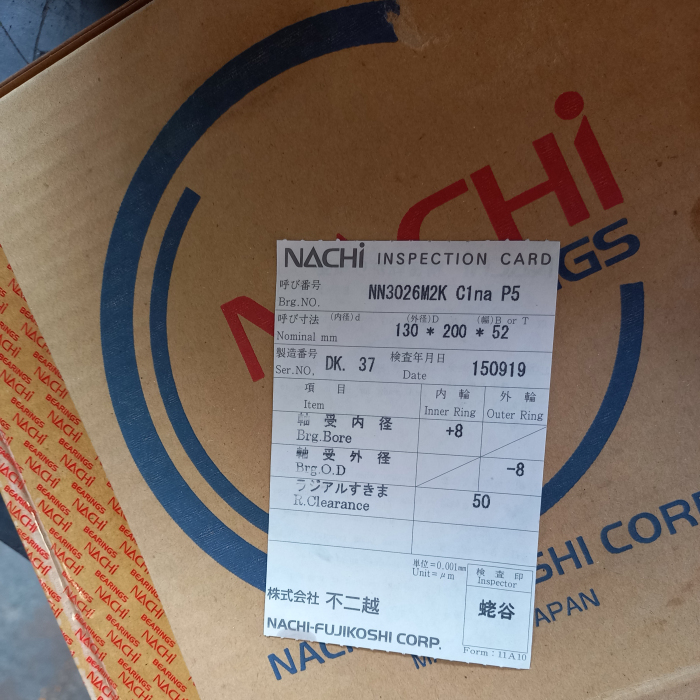 NACHi
BEARINGS
NACHi INSPECTION CARD
呼び番号
Brg.NO. NN3026M2K C1na P5
呼び寸法 (内径)d (外径)D (幅)B or T
Nominal mm 130 * 200 * 52
製造番号 検査年月日
Ser.NO. DK. 37 Date 150919
項 目 内 輪 外 輪
Item Inner Ring Outer Ring
軸 受 内 径 +8
Brg.Bore
軸 受 外 径 -8
Brg.O.D
ラジアルすきま 50
R.Clearance
単位=0.001mm 検 査 印
Unit=μm Inspector
株式会社 不二越 蛯谷
NACHI-FUJIKOSHI CORP.
Form : 11A10